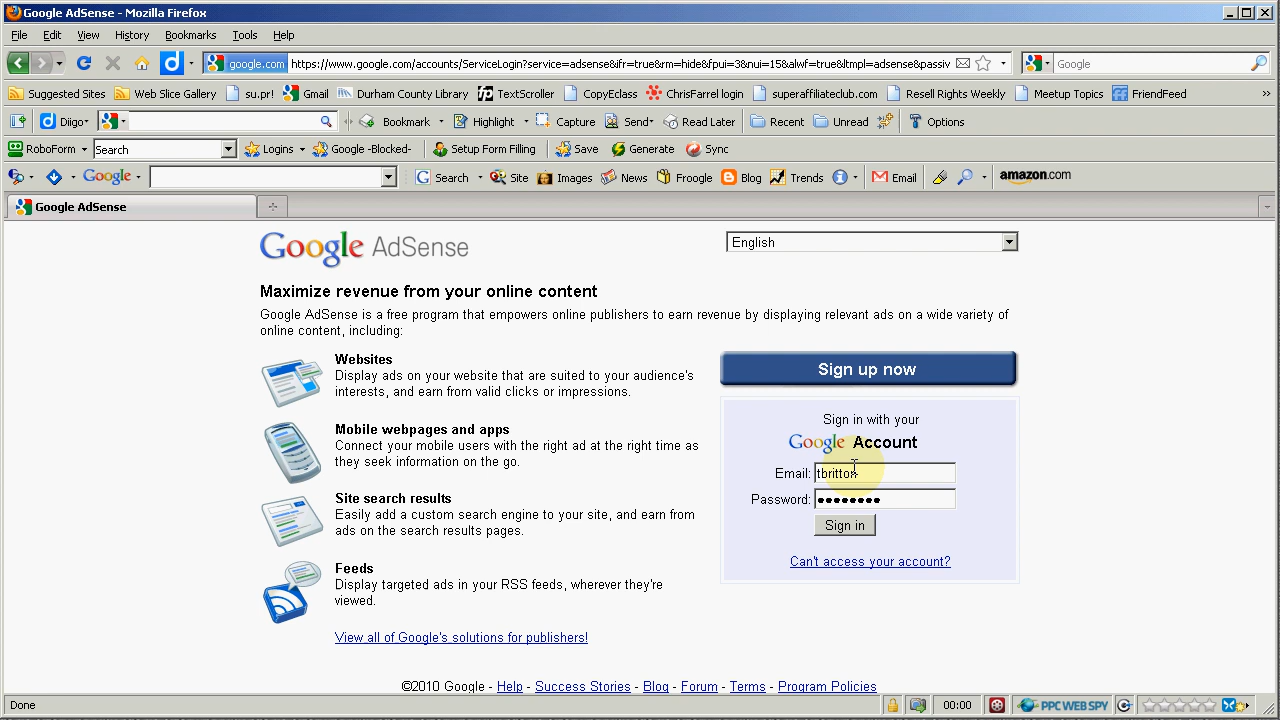 Google AdSense - Mozilla Firefox
File Edit View History Bookmarks Tools Help
google.com https://www.google.com/accounts/ServiceLogin?service=adsense&ifr=true&rm=hide&fpui=3&nui=15&alwf=true&ltmpl=adsense&pas Google
Suggested Sites Web Slice Gallery su.pr! Gmail Durham County Library TextScroller CopyEclass ChrisFarrel login superaffiliateclub.com Resell Rights Weekly Meetup Topics FriendFeed »
Diigo Bookmark Highlight Capture Send Read Later Recent Unread Options
RoboForm Search Logins Google -Blocked- Setup Form Filling Save Generate Sync
Google Search Site Images News Froogle Blog Trends Email amazon.com
Google AdSense
Google AdSense
English
Maximize revenue from your online content
Google AdSense is a free program that empowers online publishers to earn revenue by displaying relevant ads on a wide variety of
online content, including:
Websites
Display ads on your website that are suited to your audience's
interests, and earn from valid clicks or impressions.
Mobile webpages and apps
Connect your mobile users with the right ad at the right time as
they seek information on the go.
Site search results
Easily add a custom search engine to your site, and earn from
ads on the search results pages.
Feeds
Display targeted ads in your RSS feeds, wherever they're
viewed.
View all of Google's solutions for publishers!
Sign up now
Sign in with your
Google Account
Email: tbritton
Password: ●●●●●●●●
Sign in
Can't access your account?
©2010 Google - Help - Success Stories - Blog - Forum - Terms - Program Policies
Done 00:00 PPC WEB SPY